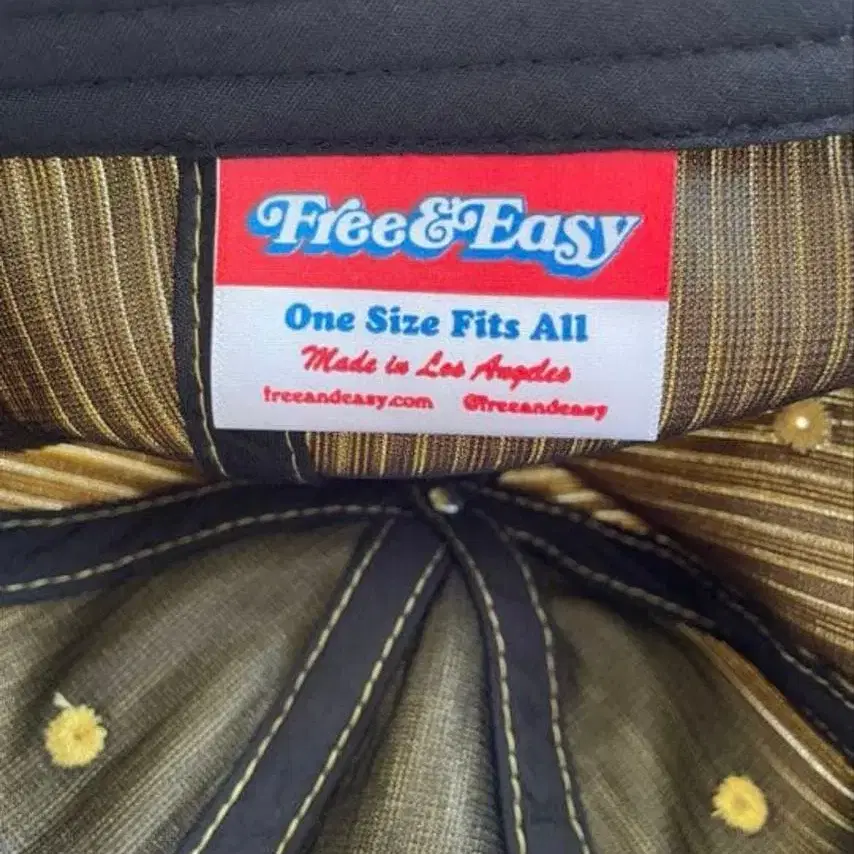 Free&Easy
One Size Fits All
Made in Los Angeles
freeandeasy.com @freeandeasy